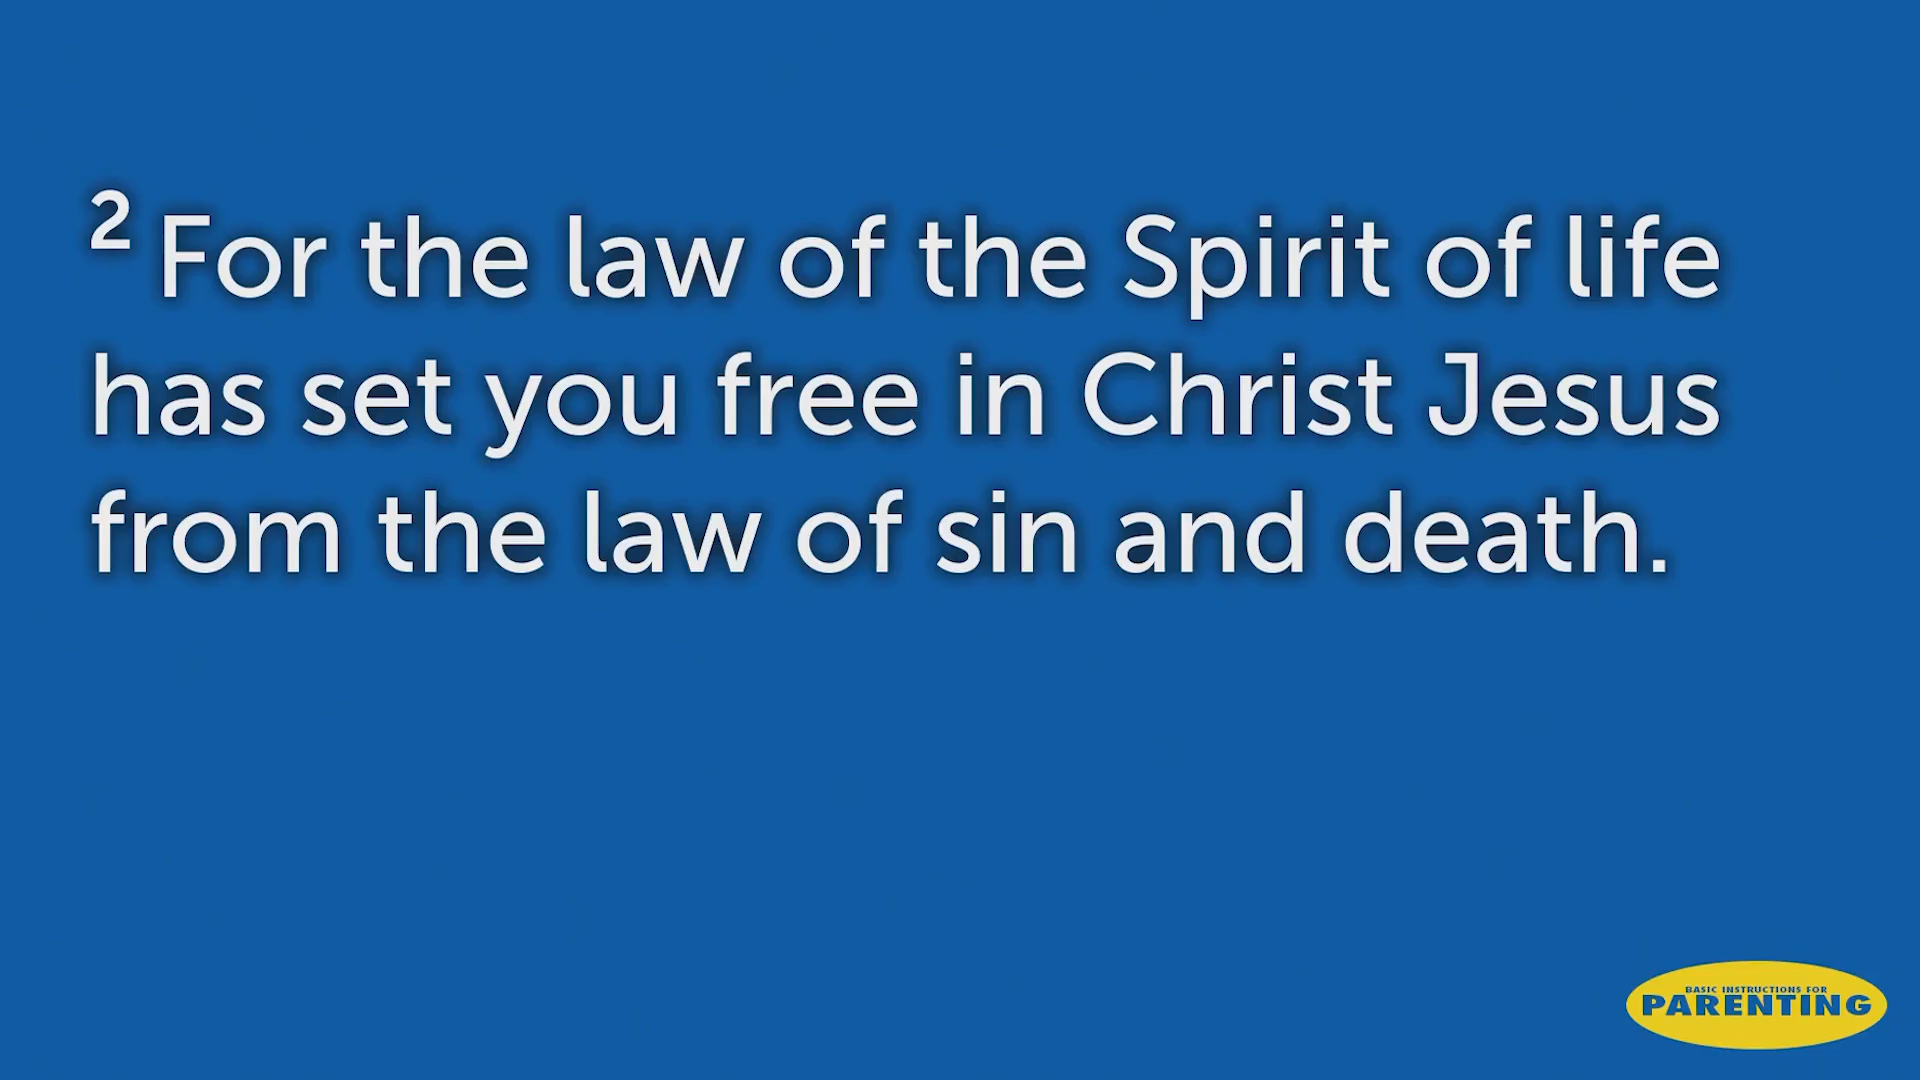 ² For the law of the Spirit of life
has set you free in Christ Jesus
from the law of sin and death.
BASIC INSTRUCTIONS FOR
PARENTING